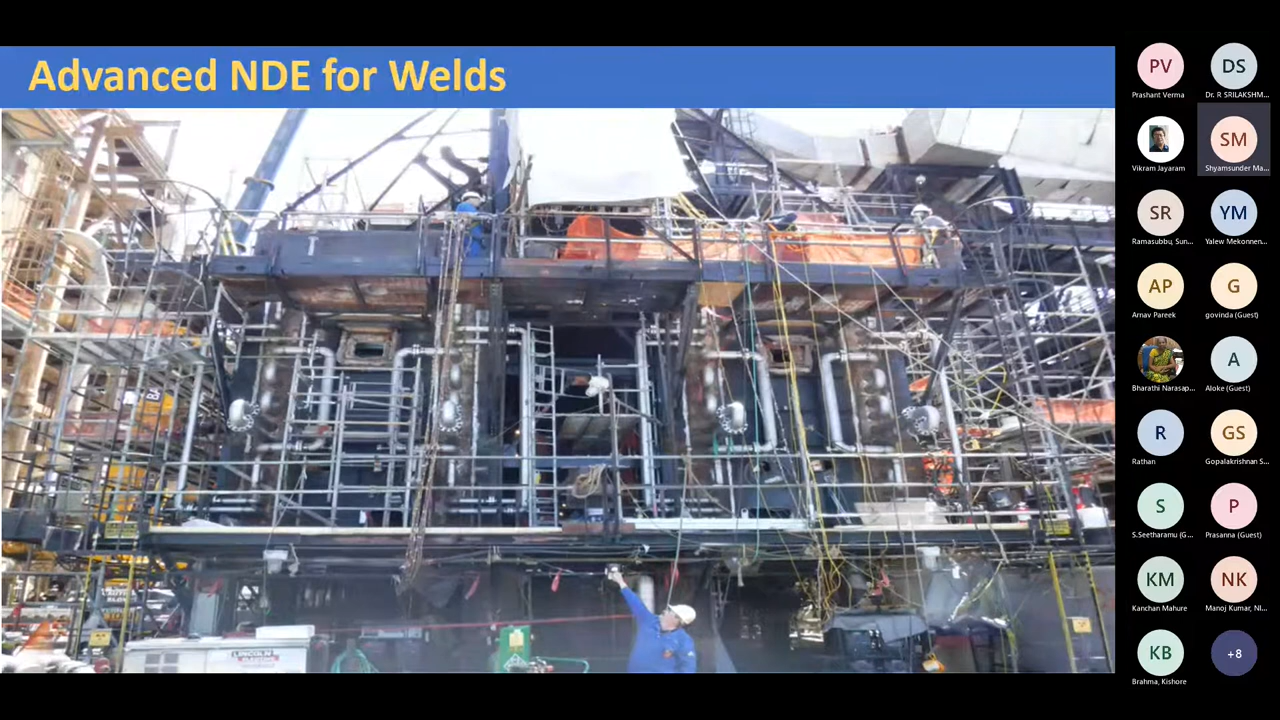 Advanced NDE for Welds
PV
Prashant Verma
DS
Dr. R SRILAKSHM...
Vikram Jayaram
SM
Shyamsunder Ma...
SR
Ramasubbu, Sun...
YM
Yalew Mekonnen...
AP
Arnav Pareek
G
govinda (Guest)
Bharathi Narasap...
A
Aloke (Guest)
R
Rathan
GS
Gopalakrishnan S...
S
S.Seetharamu (G...
P
Prasanna (Guest)
KM
Kanchan Mahure
NK
Manoj Kumar, NI...
KB
Brahma, Kishore
+8
LINCOLN